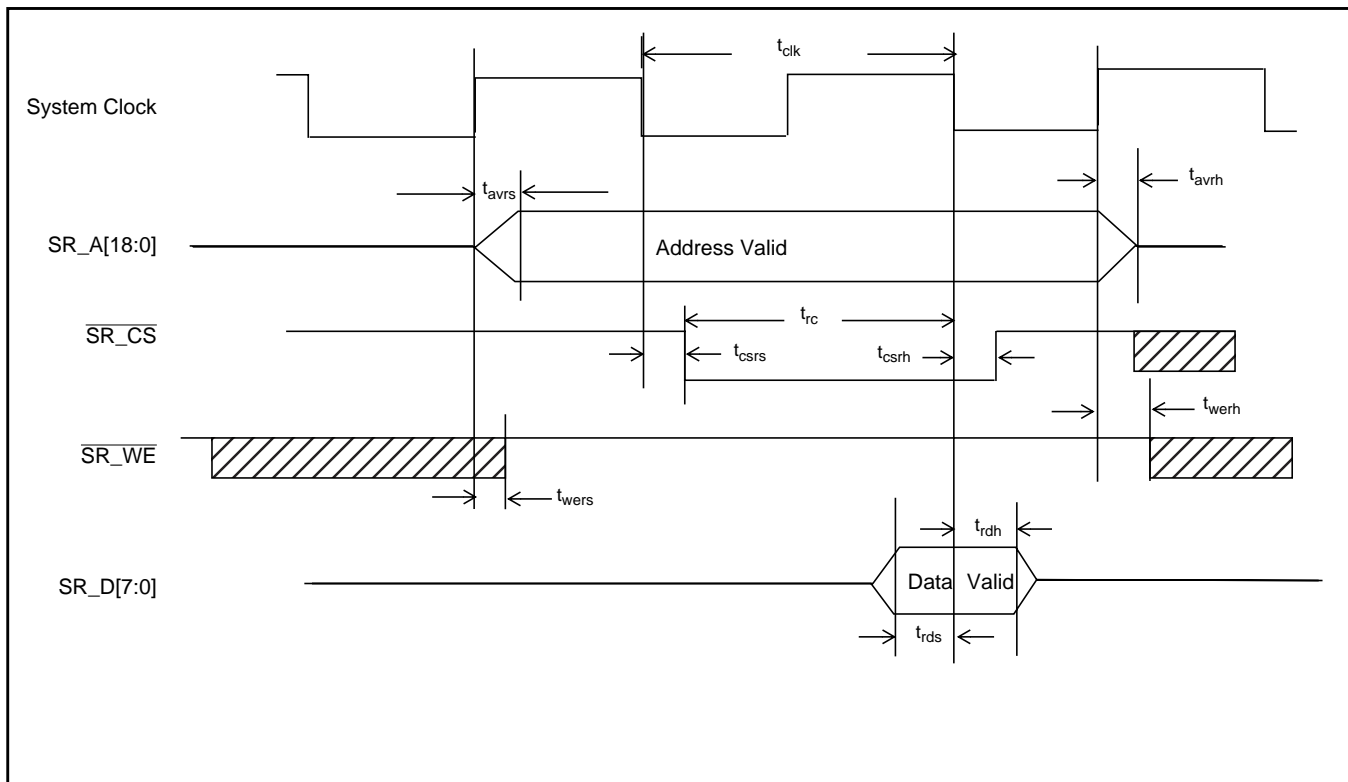 t_clk
System Clock
t_avrs
t_avrh
SR_A[18:0]
Address Valid
t_rc
SR_CS
t_csrs
t_csrh
t_werh
SR_WE
t_wers
t_rdh
SR_D[7:0]
Data Valid
t_rds